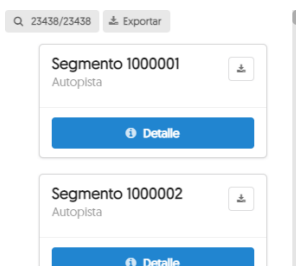 23438/23438 Exportar
Segmento 1000001
Autopista
Detalle
Segmento 1000002
Autopista
Detalle